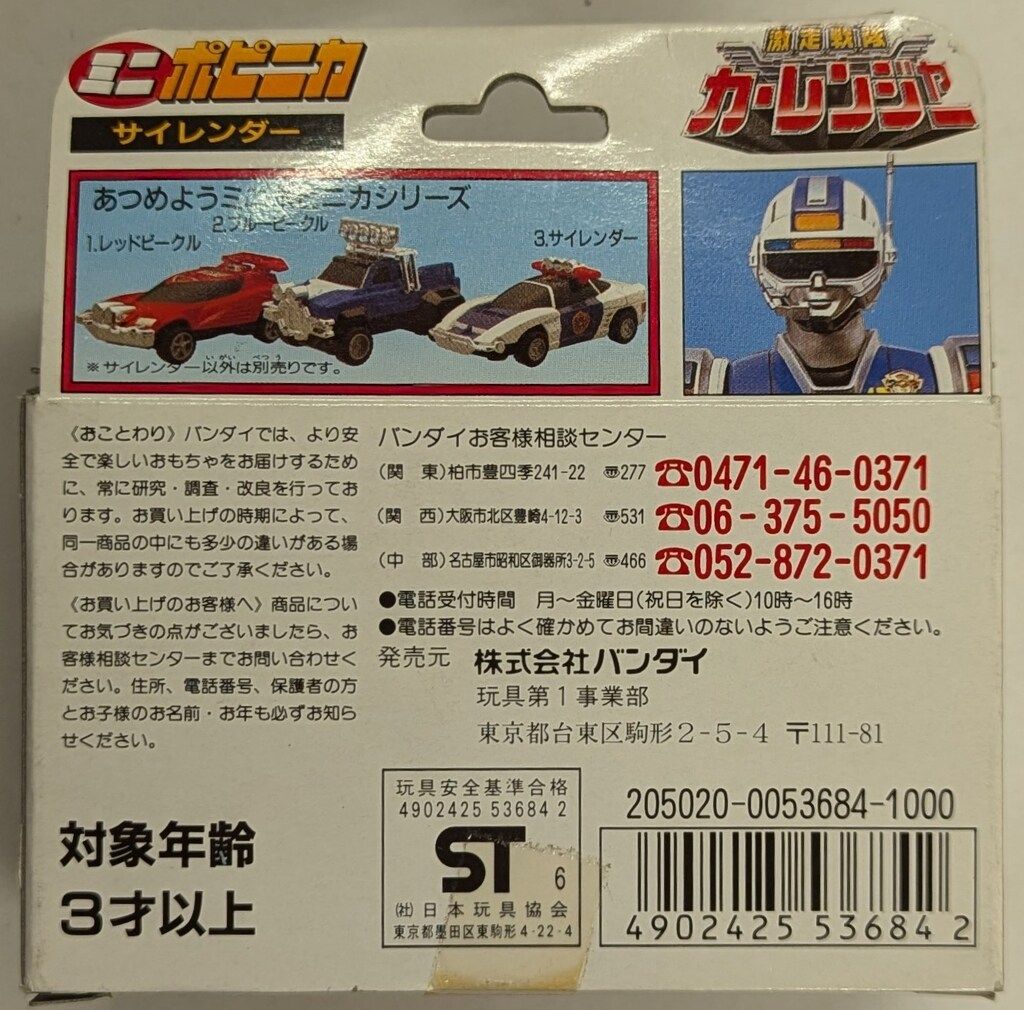 ミニポピニカ
サイレンダー
激走戦隊
カーレンジャー
あつめようミニポピニカシリーズ
1.レッドビークル
2.ブルービークル
3.サイレンダー
※サイレンダー以外は別売りです。
いがい べつう
《おことわり》バンダイでは、より安
全で楽しいおもちゃをお届けするため
に、常に研究・調査・改良を行ってお
ります。お買い上げの時期によって、
同一商品の中にも多少の違いがある場
合がありますのでご了承ください。
《お買い上げのお客様へ》商品につい
てお気づきの点がございましたら、お
客様相談センターまでお問い合わせく
ださい。住所、電話番号、保護者の方
とお子様のお名前・お年も必ずお知ら
せください。
バンダイお客様相談センター
(関 東)柏市豊四季241-22 〠277 ☎0471-46-0371
(関 西)大阪市北区豊崎4-12-3 〠531 ☎06-375-5050
(中 部)名古屋市昭和区御器所3-2-5 〠466 ☎052-872-0371
●電話受付時間 月～金曜日(祝日を除く)10時～16時
●電話番号はよく確かめてお間違いのないようご注意ください。
発売元 株式会社バンダイ
玩具第1事業部
東京都台東区駒形2-5-4 〒111-81
対象年齢
3才以上
玩具安全基準合格
4902425 53684 2
ST 6
(社)日本玩具協会
東京都墨田区東駒形4-22-4
205020-0053684-1000
4902425 536842